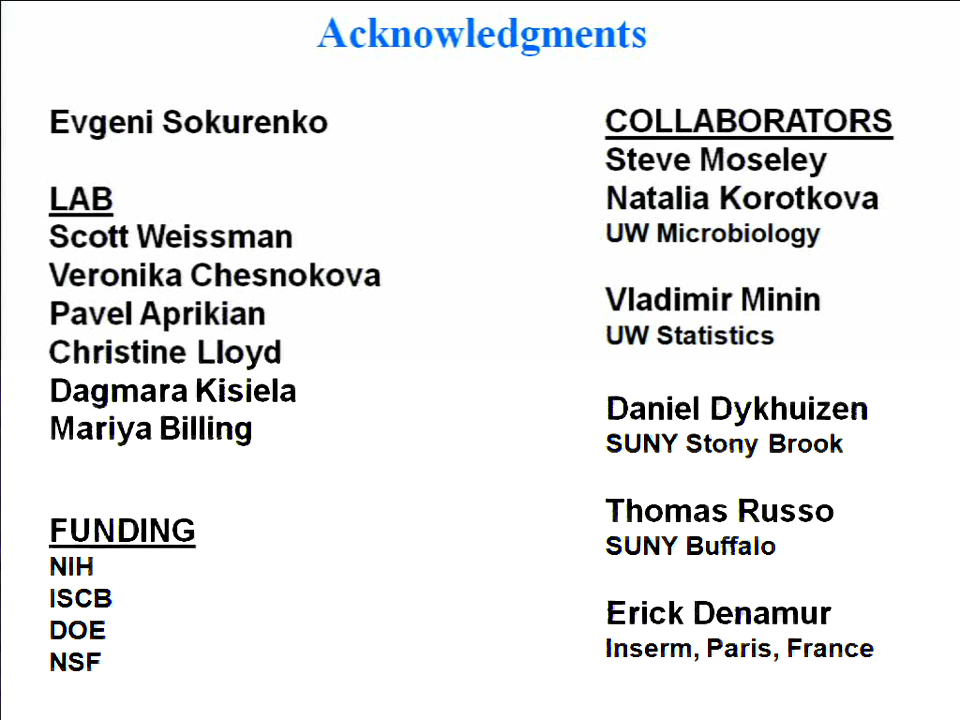 Acknowledgments
Evgeni Sokurenko
LAB
Scott Weissman
Veronika Chesnokova
Pavel Aprikian
Christine Lloyd
Dagmara Kisiela
Mariya Billing
FUNDING
NIH
ISCB
DOE
NSF
COLLABORATORS
Steve Moseley
Natalia Korotkova
UW Microbiology
Vladimir Minin
UW Statistics
Daniel Dykhuizen
SUNY Stony Brook
Thomas Russo
SUNY Buffalo
Erick Denamur
Inserm, Paris, France